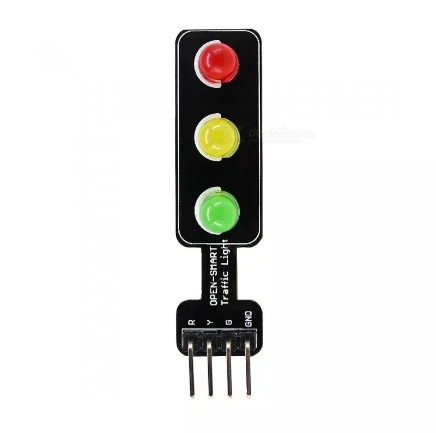 OPEN-SMART
Traffic Light
R Y G GND